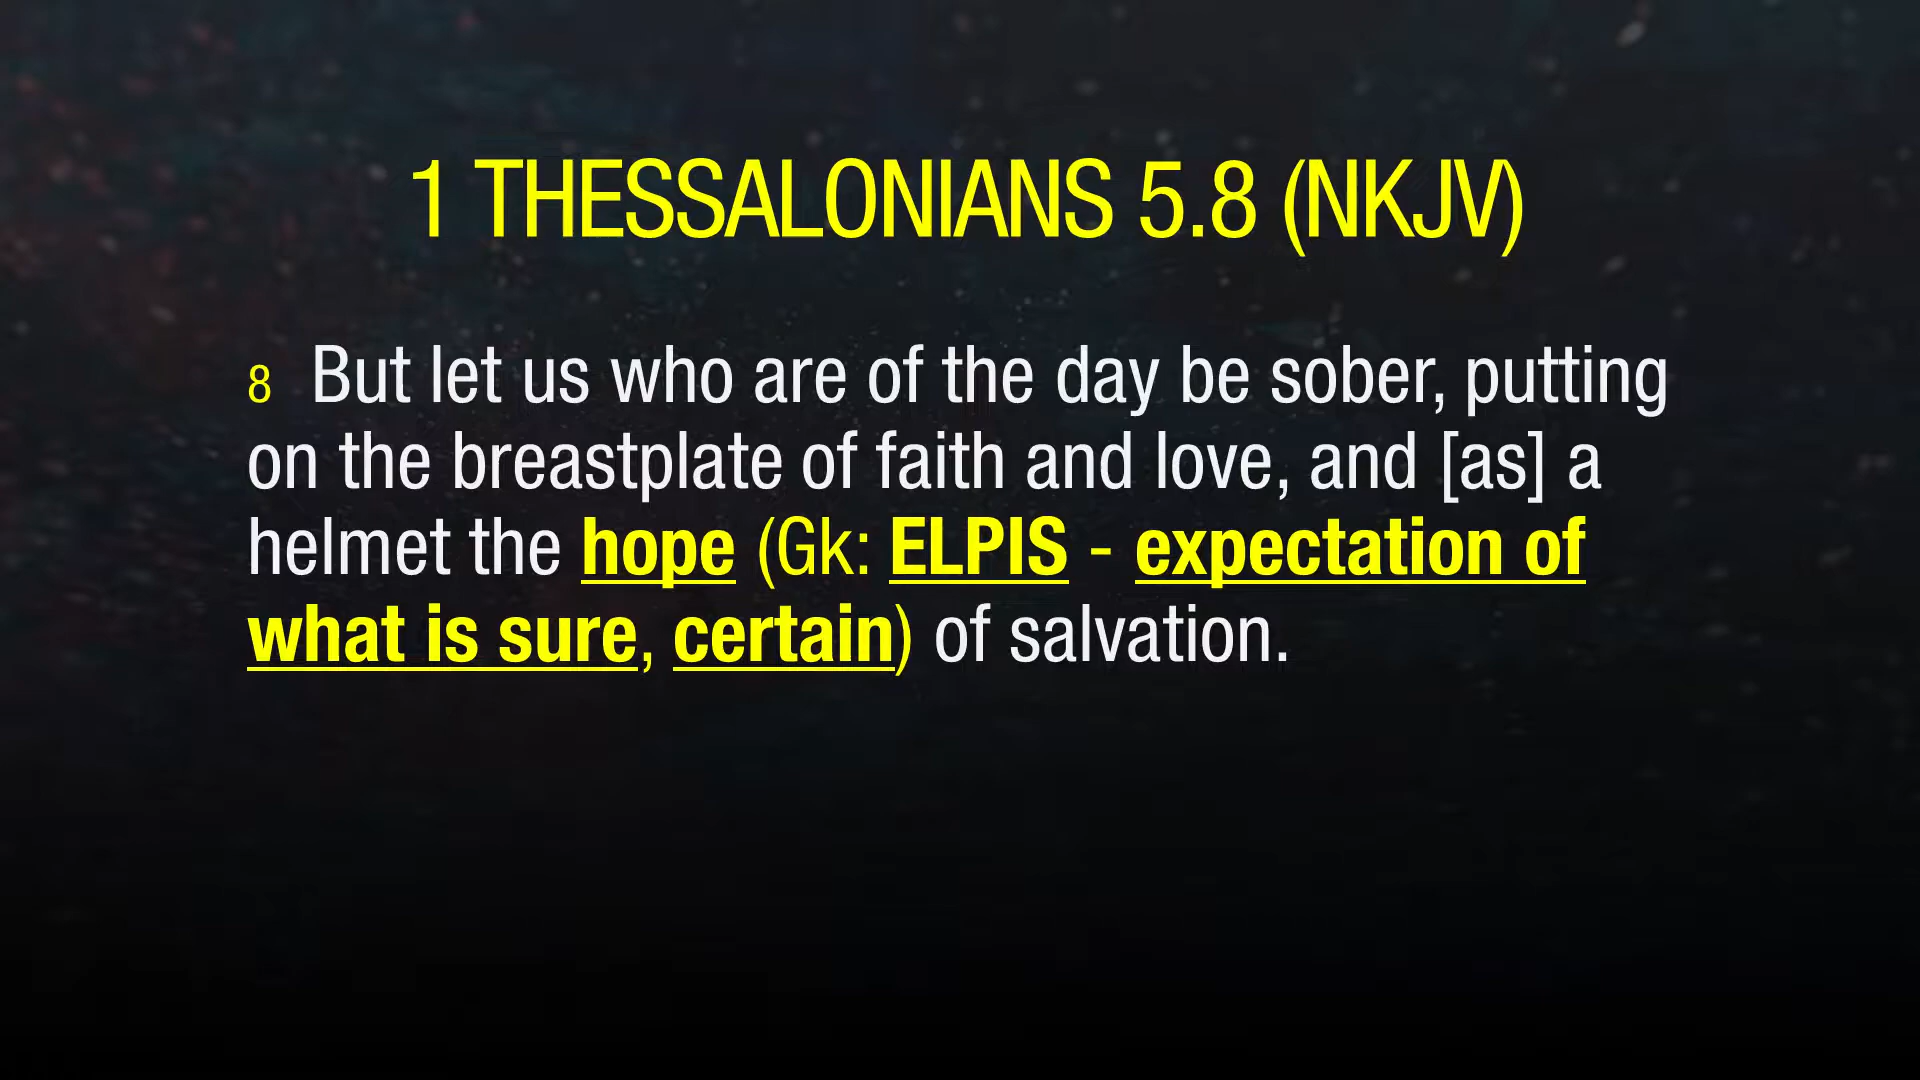 1 THESSALONIANS 5.8 (NKJV)
8 But let us who are of the day be sober, putting
on the breastplate of faith and love, and [as] a
helmet the hope (Gk: ELPIS - expectation of
what is sure, certain) of salvation.